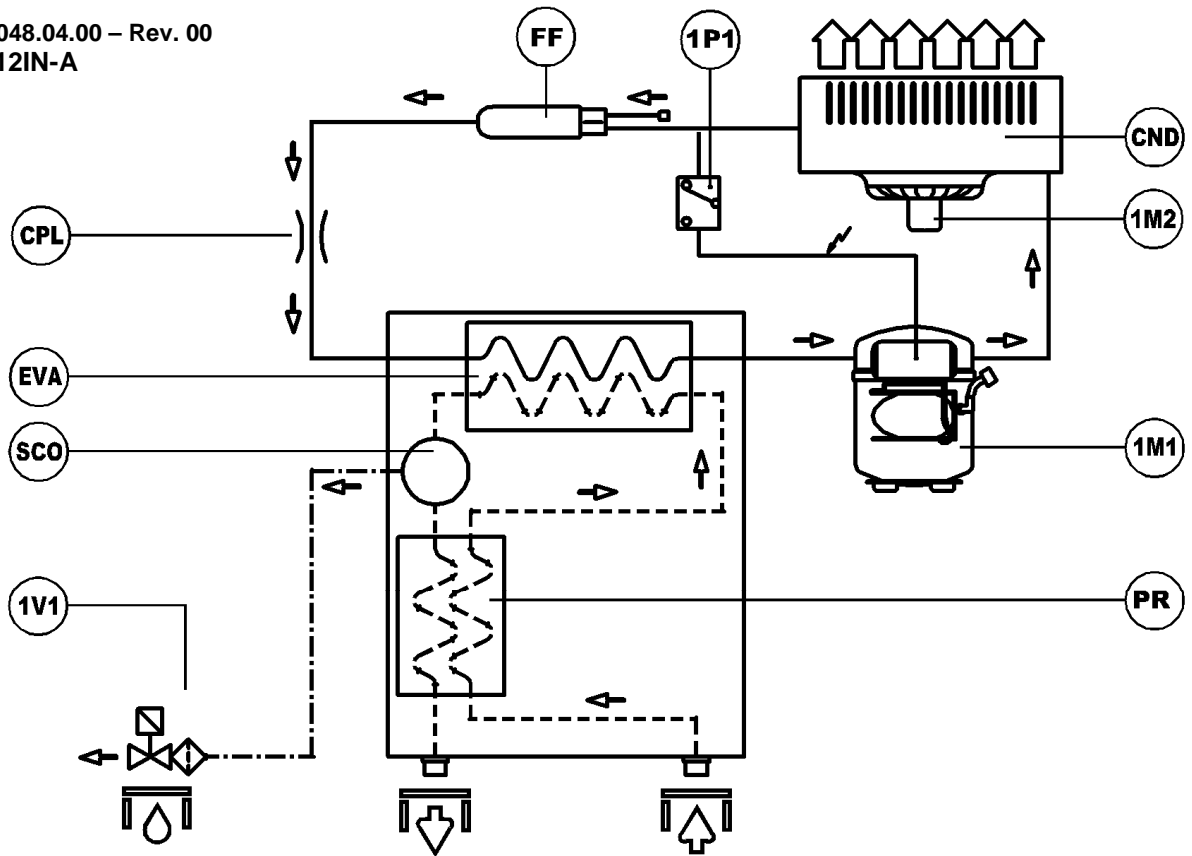 048.04.00 – Rev. 00
12IN-A
FF
1P1
CND
CPL
1M2
EVA
SCO
1M1
1V1
PR